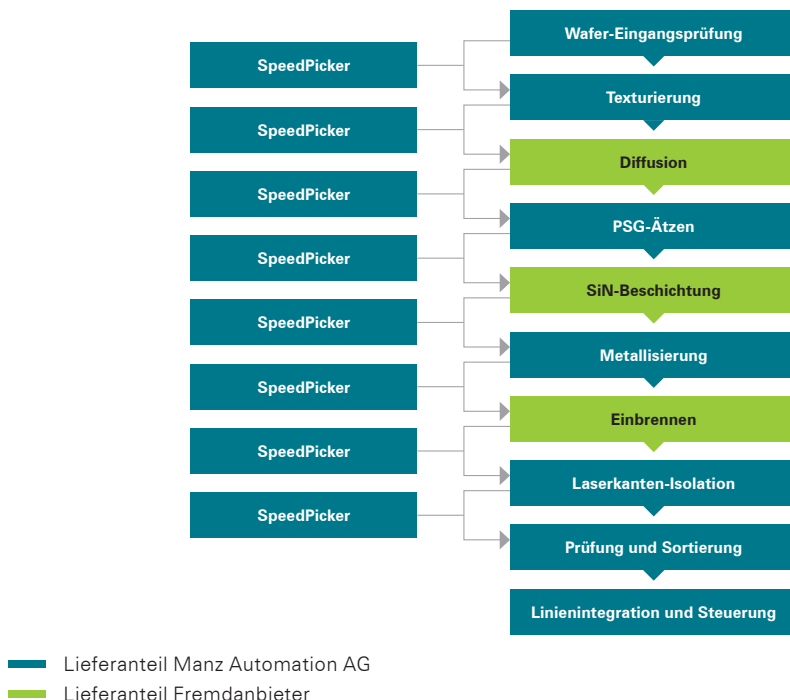 Wafer-Eingangsprüfung
SpeedPicker
Texturierung
SpeedPicker
Diffusion
SpeedPicker
PSG-Ätzen
SpeedPicker
SiN-Beschichtung
SpeedPicker
Metallisierung
SpeedPicker
Einbrennen
SpeedPicker
Laserkanten-Isolation
SpeedPicker
Prüfung und Sortierung
Linienintegration und Steuerung
Lieferanteil Manz Automation AG
Lieferanteil Fremdanbieter